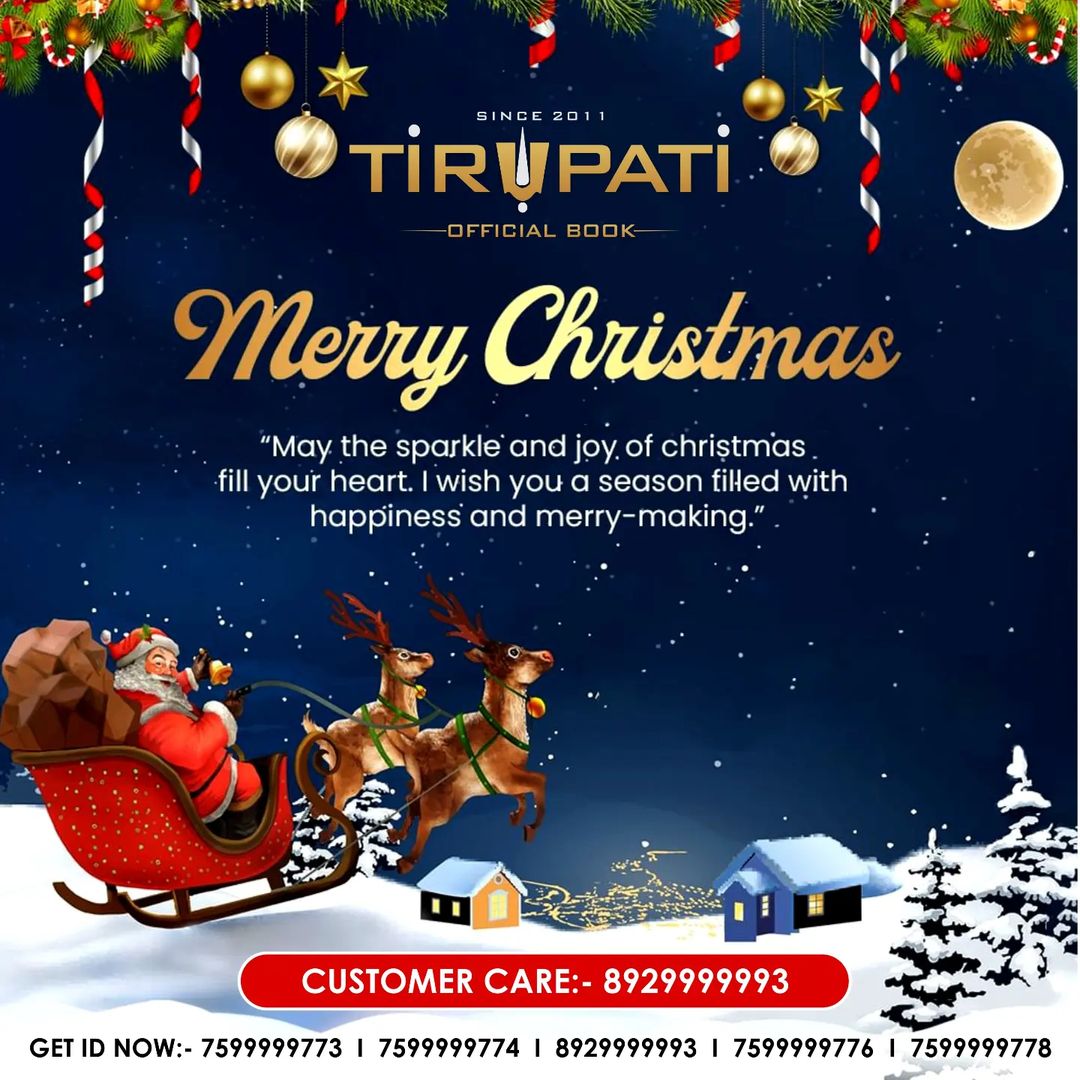 SINCE 2011
TIRUPATI
OFFICIAL BOOK
Merry Christmas
“May the sparkle and joy of christmas
fill your heart. I wish you a season filled with
happiness and merry-making.”
CUSTOMER CARE:- 8929999993
GET ID NOW:- 7599999773 I 7599999774 I 8929999993 I 7599999776 I 7599999778